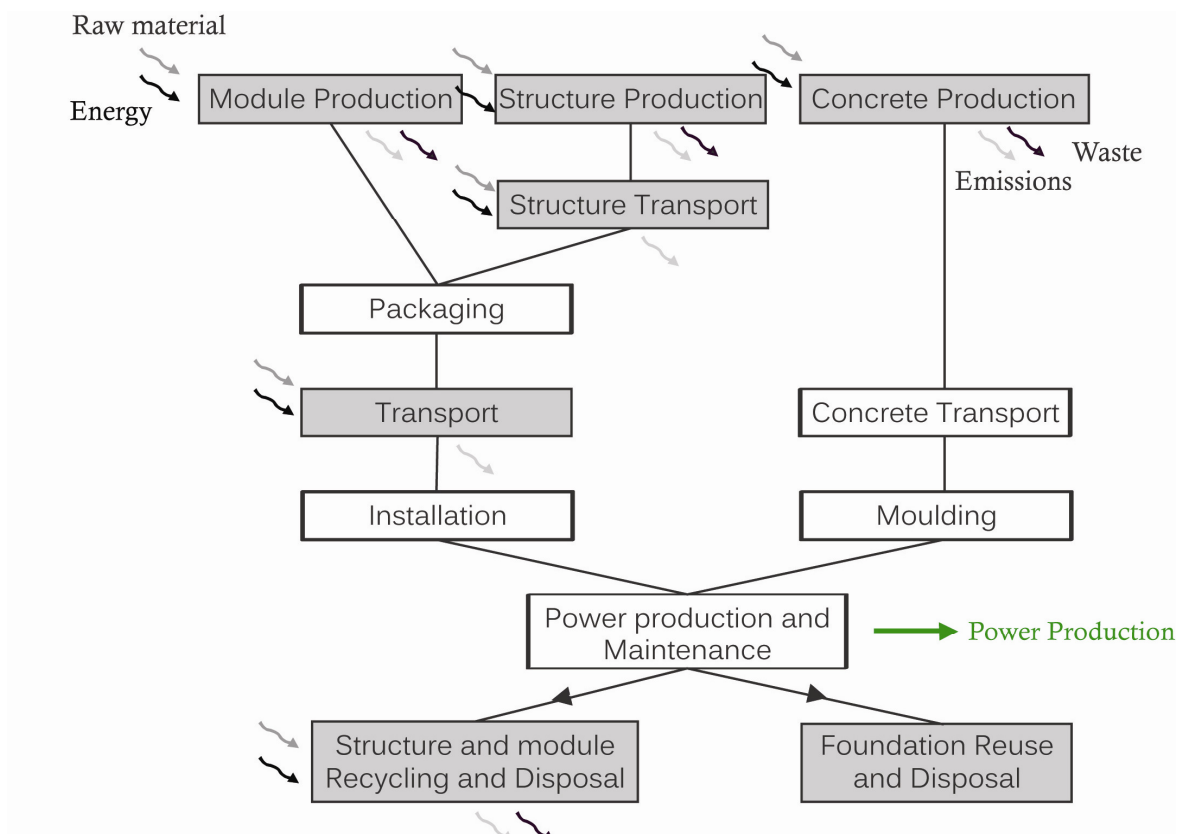 Raw material
Energy
Module Production
Structure Production
Concrete Production
Waste
Emissions
Structure Transport
Packaging
Transport
Concrete Transport
Installation
Moulding
Power production and
Maintenance
Power Production
Structure and module
Recycling and Disposal
Foundation Reuse
and Disposal